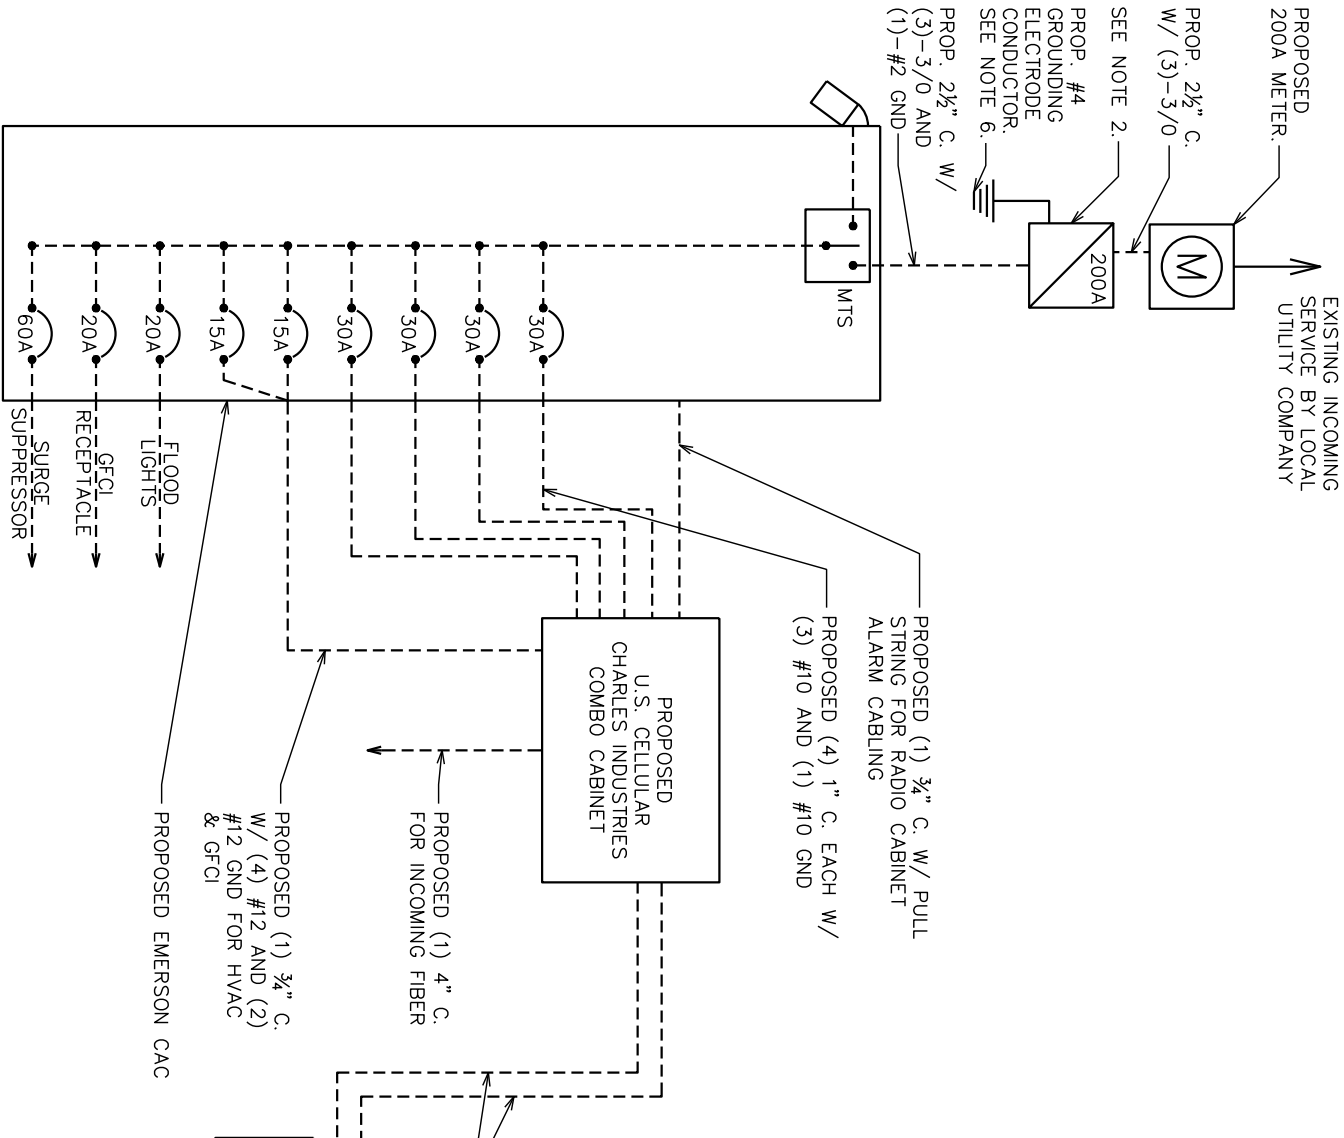 EXISTING INCOMING
SERVICE BY LOCAL
UTILITY COMPANY
PROPOSED
200A METER.
M
PROP. 2½" C.
W/ (3)-3/0
SEE NOTE 2.
200A
PROP. #4
GROUNDING
ELECTRODE
CONDUCTOR.
SEE NOTE 6.
PROP. 2½" C. W/
(3)-3/0 AND
(1)-#2 GND
MTS
30A
30A
30A
30A
15A
15A
20A
20A
60A
FLOOD
LIGHTS
GFCI
RECEPTACLE
SURGE
SUPPRESSOR
PROPOSED (1) ¾" C. W/ PULL
STRING FOR RADIO CABINET
ALARM CABLING
PROPOSED (4) 1" C. EACH W/
(3) #10 AND (1) #10 GND
PROPOSED
U.S. CELLULAR
CHARLES INDUSTRIES
COMBO CABINET
PROPOSED (1) 4" C.
FOR INCOMING FIBER
PROPOSED (1) ¾" C.
W/ (4) #12 AND (2)
#12 GND FOR HVAC
& GFCI
PROPOSED EMERSON CAC